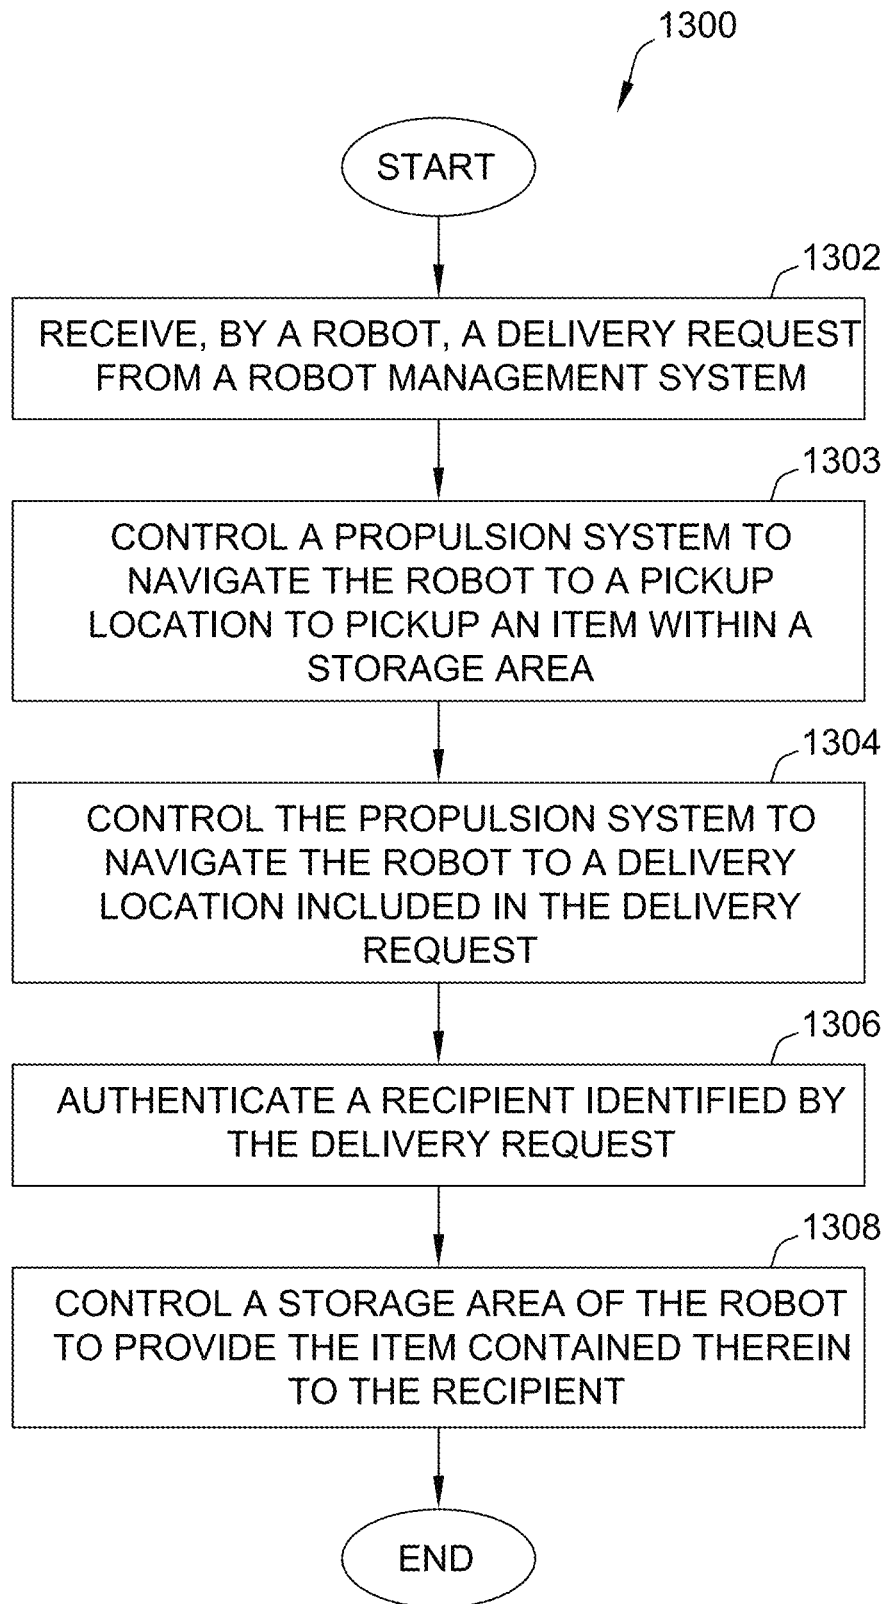 1300
START
1302
RECEIVE, BY A ROBOT, A DELIVERY REQUEST
FROM A ROBOT MANAGEMENT SYSTEM
1303
CONTROL A PROPULSION SYSTEM TO
NAVIGATE THE ROBOT TO A PICKUP
LOCATION TO PICKUP AN ITEM WITHIN A
STORAGE AREA
1304
CONTROL THE PROPULSION SYSTEM TO
NAVIGATE THE ROBOT TO A DELIVERY
LOCATION INCLUDED IN THE DELIVERY
REQUEST
1306
AUTHENTICATE A RECIPIENT IDENTIFIED BY
THE DELIVERY REQUEST
1308
CONTROL A STORAGE AREA OF THE ROBOT
TO PROVIDE THE ITEM CONTAINED THEREIN
TO THE RECIPIENT
END